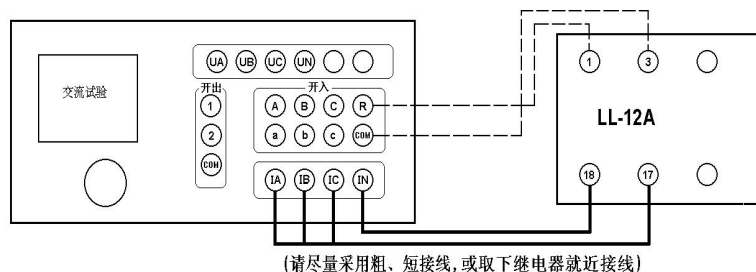 UA UB UC UN
1 3
开出 开入
交流试验
1 A B C R
LL-12A
2 a b c COM
COM
IA IB IC IN
18 17
(请尽量采用粗、短接线,或取下继电器就近接线)